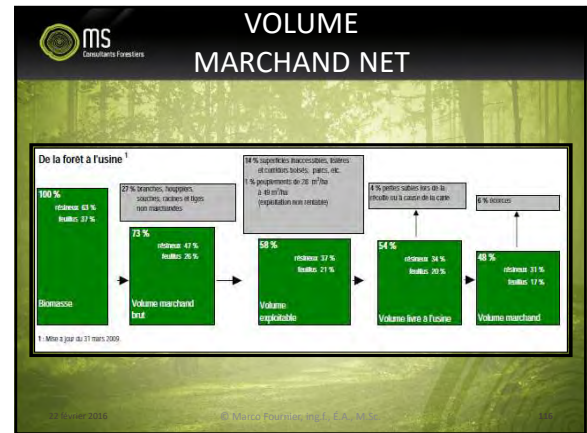 MS
Consultants Forestiers
VOLUME
MARCHAND NET
De la forêt à l'usine ¹
100 %
résineux 63 %
feuillus 37 %
Biomasse
27 % branches, houppiers,
souches, racines et tiges
non marchandes
73 %
résineux 47 %
feuillus 26 %
Volume marchand
brut
14 % superficies inaccessibles, lisières
et corridors boisés, parcs, etc.
1 % peuplements de 28 m³/ha
à 49 m³/ha
(exploitation non rentable)
58 %
résineux 37 %
feuillus 21 %
Volume
exploitable
4 % pertes subies lors de la
récolte ou à cause de la carie
54 %
résineux 34 %
feuillus 20 %
Volume livré à l'usine
6 % écorces
48 %
résineux 31 %
feuillus 17 %
Volume marchand
1 : Mise à jour du 31 mars 2009.
22 février 2016
© Marco Fournier, ing.f., É.A., M.Sc.